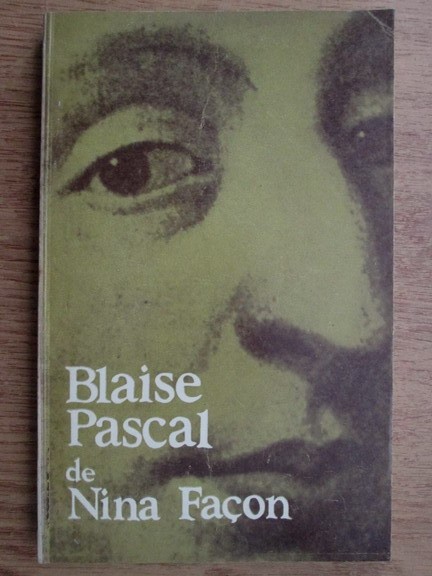 Blaise
Pascal
de
Nina Façon